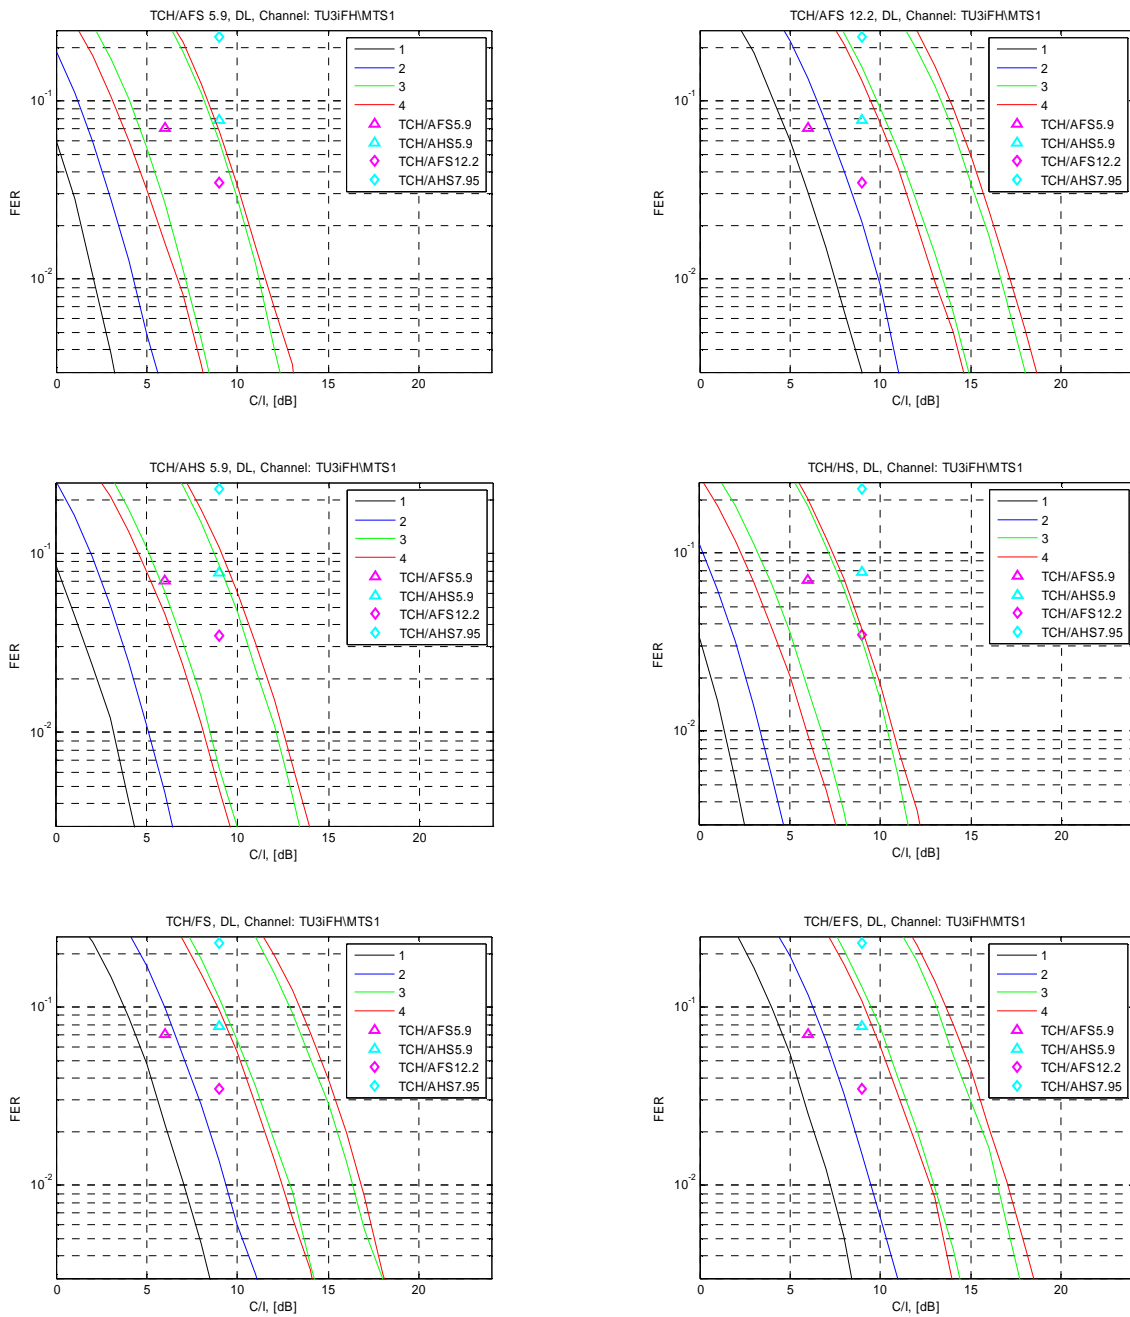 TCH/AFS 5.9, DL, Channel: TU3iFH\MTS1
1
2
3
4
TCH/AFS5.9
TCH/AHS5.9
TCH/AFS12.2
TCH/AHS7.95
10-1
10-2
FER
0 5 10 15 20
C/I, [dB]
TCH/AFS 12.2, DL, Channel: TU3iFH\MTS1
1
2
3
4
TCH/AFS5.9
TCH/AHS5.9
TCH/AFS12.2
TCH/AHS7.95
10-1
10-2
FER
0 5 10 15 20
C/I, [dB]
TCH/AHS 5.9, DL, Channel: TU3iFH\MTS1
1
2
3
4
TCH/AFS5.9
TCH/AHS5.9
TCH/AFS12.2
TCH/AHS7.95
10-1
10-2
FER
0 5 10 15 20
C/I, [dB]
TCH/HS, DL, Channel: TU3iFH\MTS1
1
2
3
4
TCH/AFS5.9
TCH/AHS5.9
TCH/AFS12.2
TCH/AHS7.95
10-1
10-2
FER
0 5 10 15 20
C/I, [dB]
TCH/FS, DL, Channel: TU3iFH\MTS1
1
2
3
4
TCH/AFS5.9
TCH/AHS5.9
TCH/AFS12.2
TCH/AHS7.95
10-1
10-2
FER
0 5 10 15 20
C/I, [dB]
TCH/EFS, DL, Channel: TU3iFH\MTS1
1
2
3
4
TCH/AFS5.9
TCH/AHS5.9
TCH/AFS12.2
TCH/AHS7.95
10-1
10-2
FER
0 5 10 15 20
C/I, [dB]